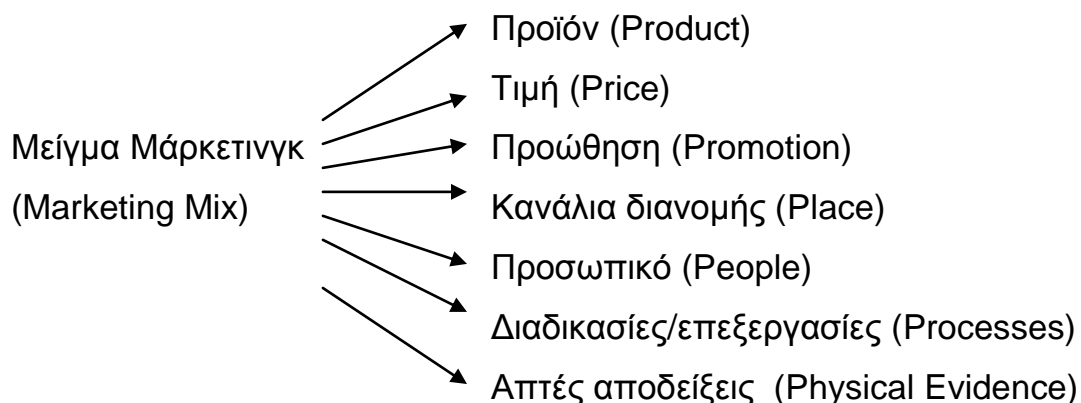 Προϊόν (Product)
Τιμή (Price)
Μείγμα Μάρκετινγκ
(Marketing Mix)
Προώθηση (Promotion)
Κανάλια διανομής (Place)
Προσωπικό (People)
Διαδικασίες/επεξεργασίες (Processes)
Απτές αποδείξεις (Physical Evidence)